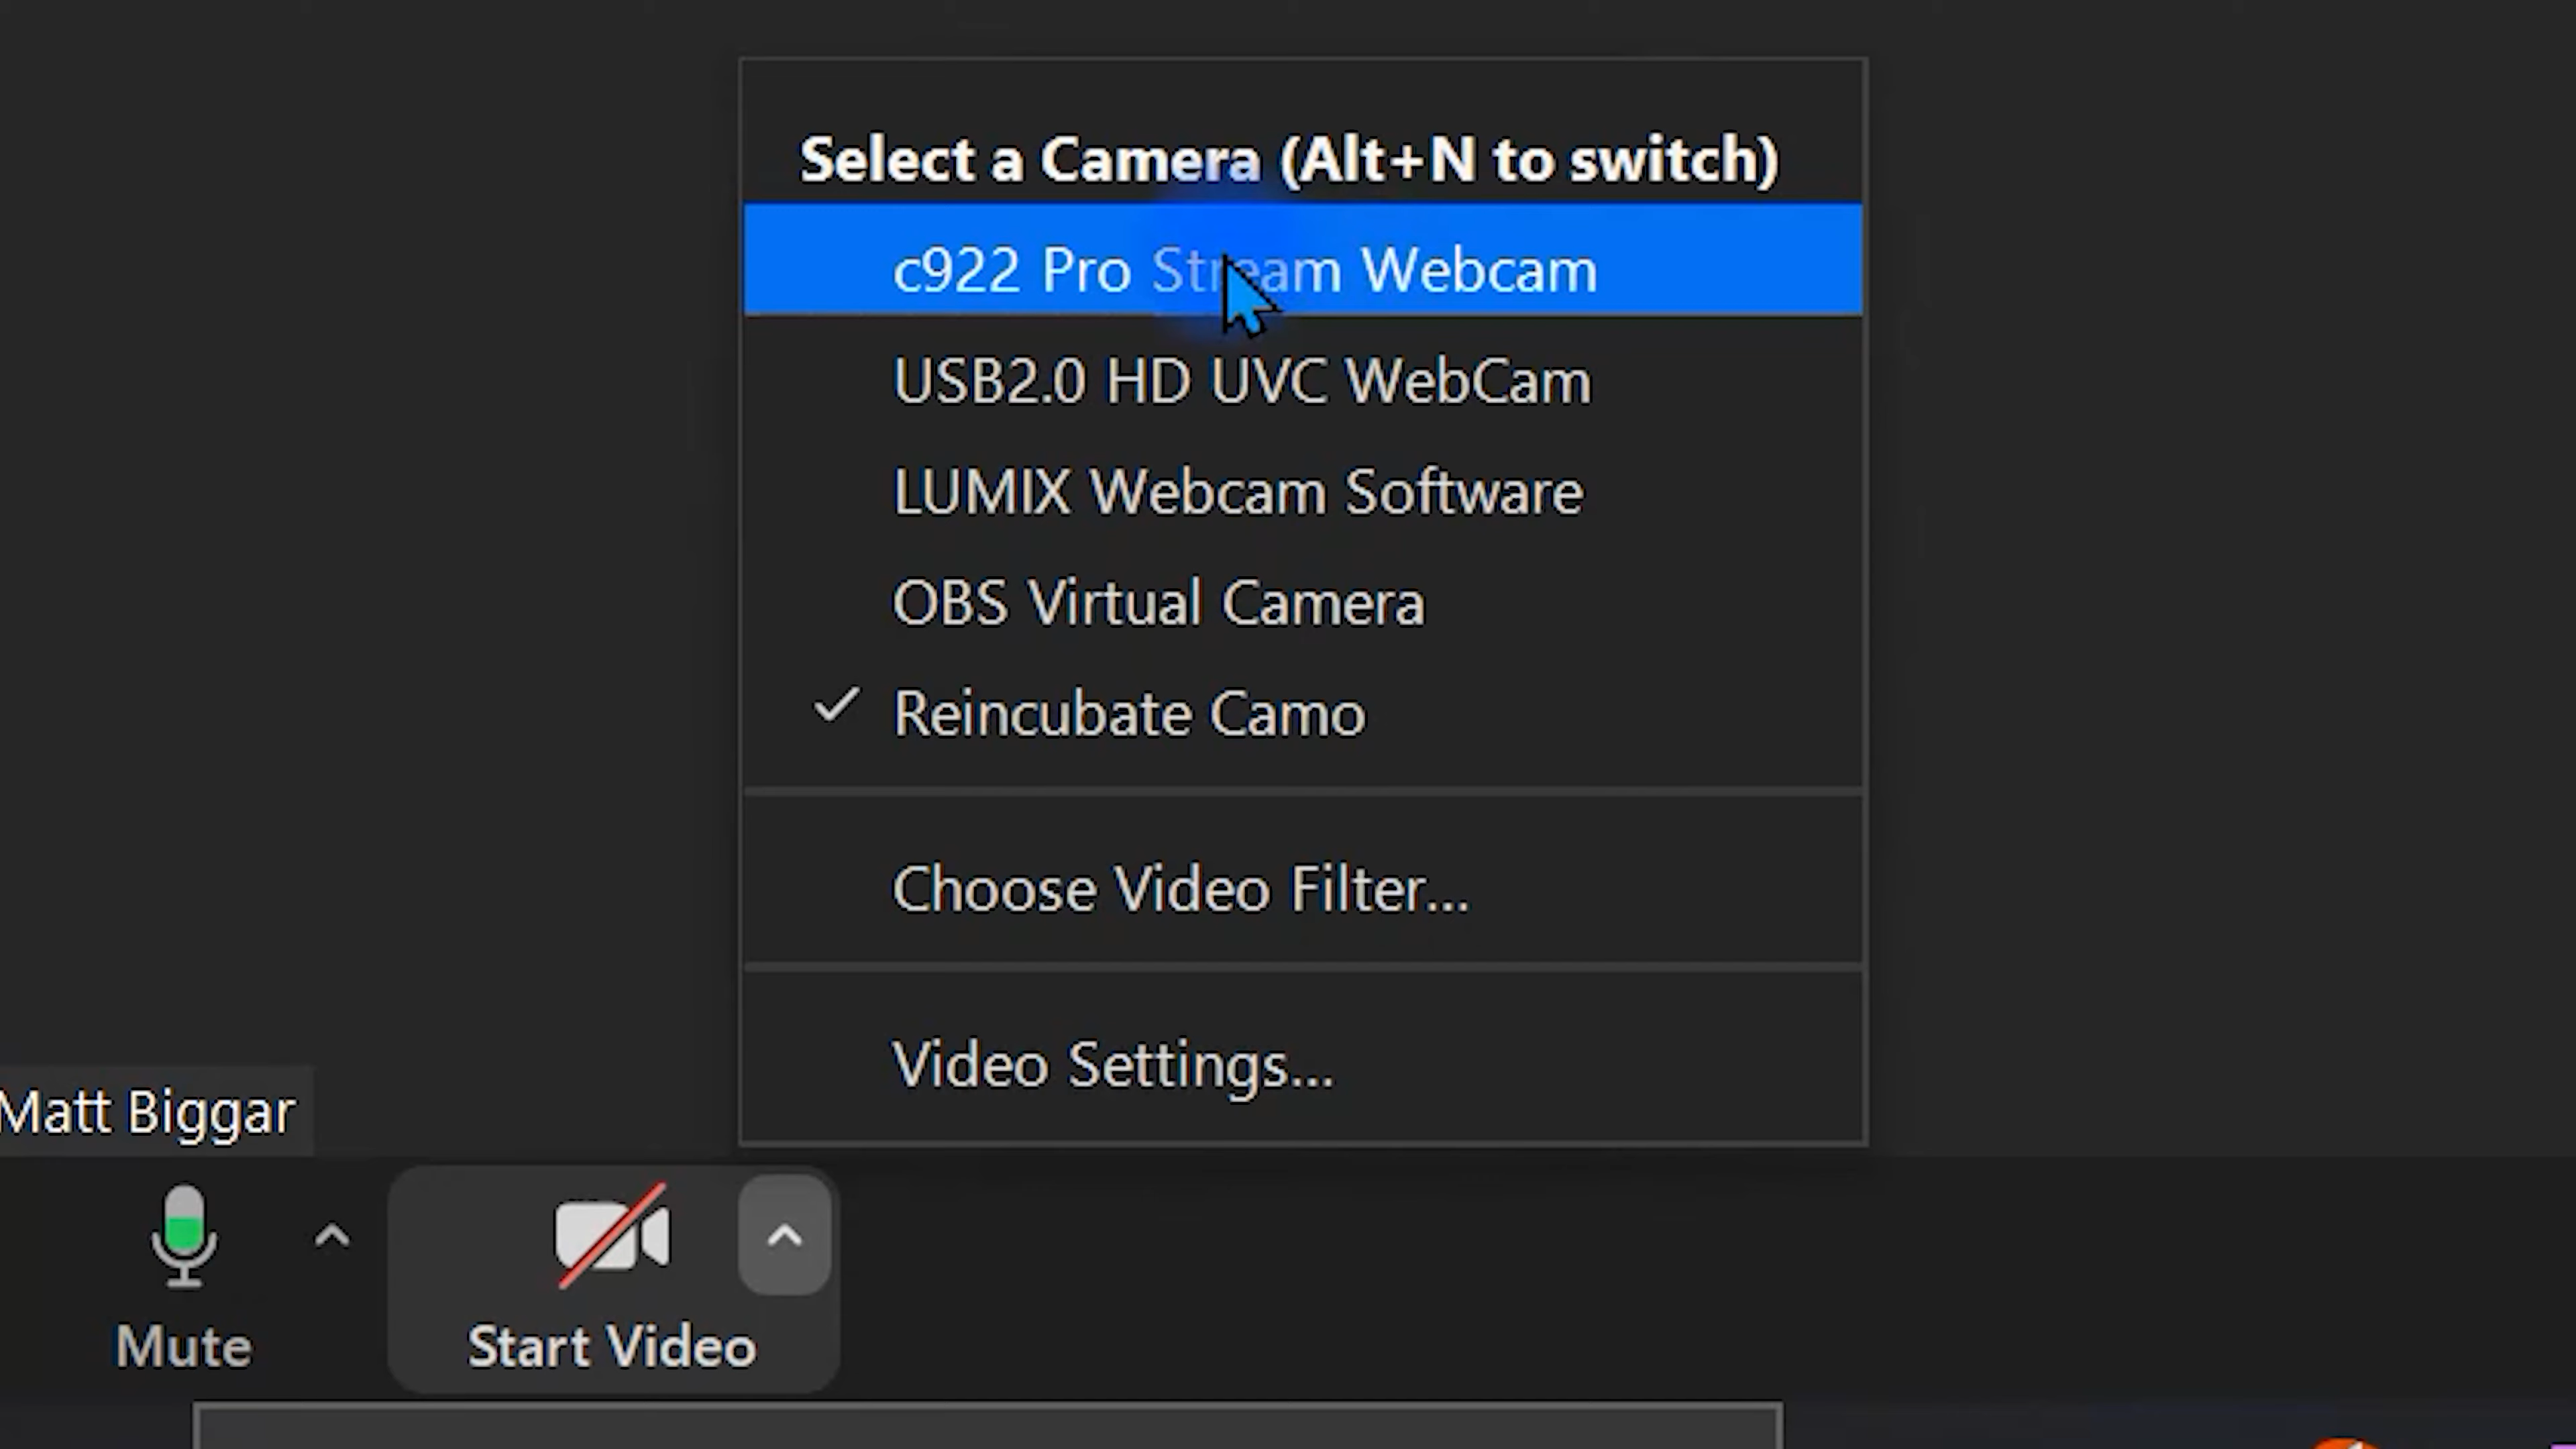 Select a Camera (Alt+N to switch)
c922 Pro Stream Webcam
USB2.0 HD UVC WebCam
LUMIX Webcam Software
OBS Virtual Camera
Reincubate Camo
Choose Video Filter...
Video Settings...
Matt Biggar
Mute
Start Video